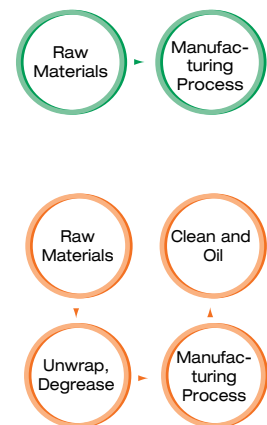 Raw
Materials
Manufac-
turing
Process
Raw
Materials
Clean and
Oil
Unwrap,
Degrease
Manufac-
turing
Process